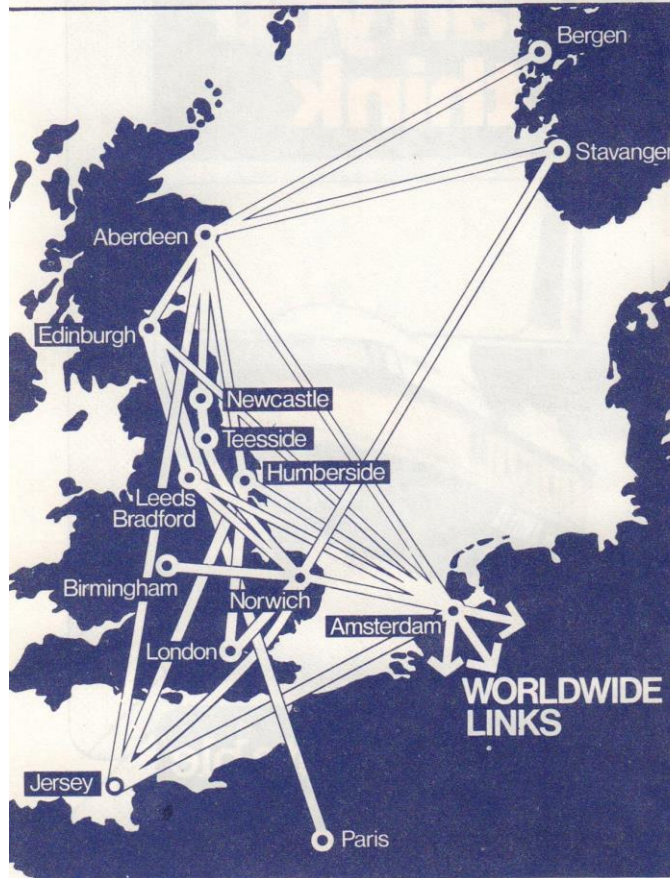 Bergen
Stavanger
Aberdeen
Edinburgh
Newcastle
Teesside
Humberside
Leeds
Bradford
Birmingham
Norwich
Amsterdam
London
WORLDWIDE
LINKS
Jersey
Paris